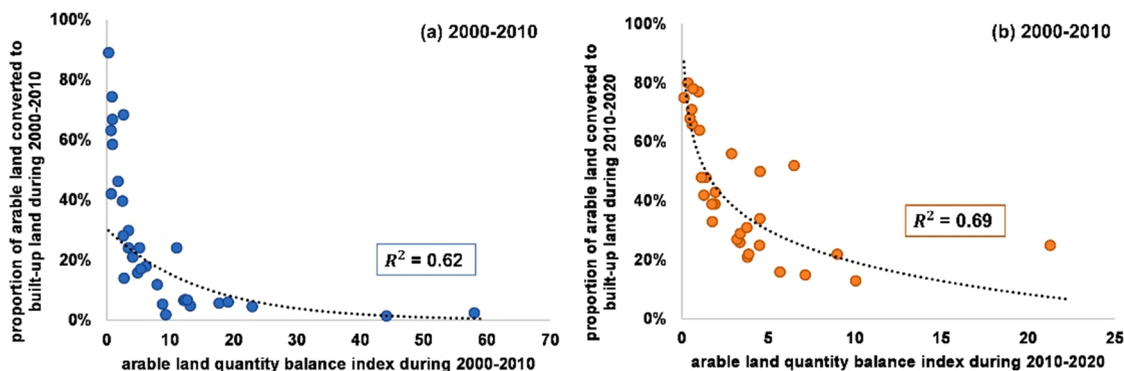 (a) 2000-2010
proportion of arable land converted to
built-up land during 2000-2010
100%
80%
60%
40%
20%
0%
R² = 0.62
0 10 20 30 40 50 60 70
arable land quantity balance index during 2000-2010
(b) 2000-2010
proportion of arable land converted to
built-up land during 2010-2020
100%
80%
60%
40%
20%
0%
R² = 0.69
0 5 10 15 20 25
arable land quantity balance index during 2010-2020